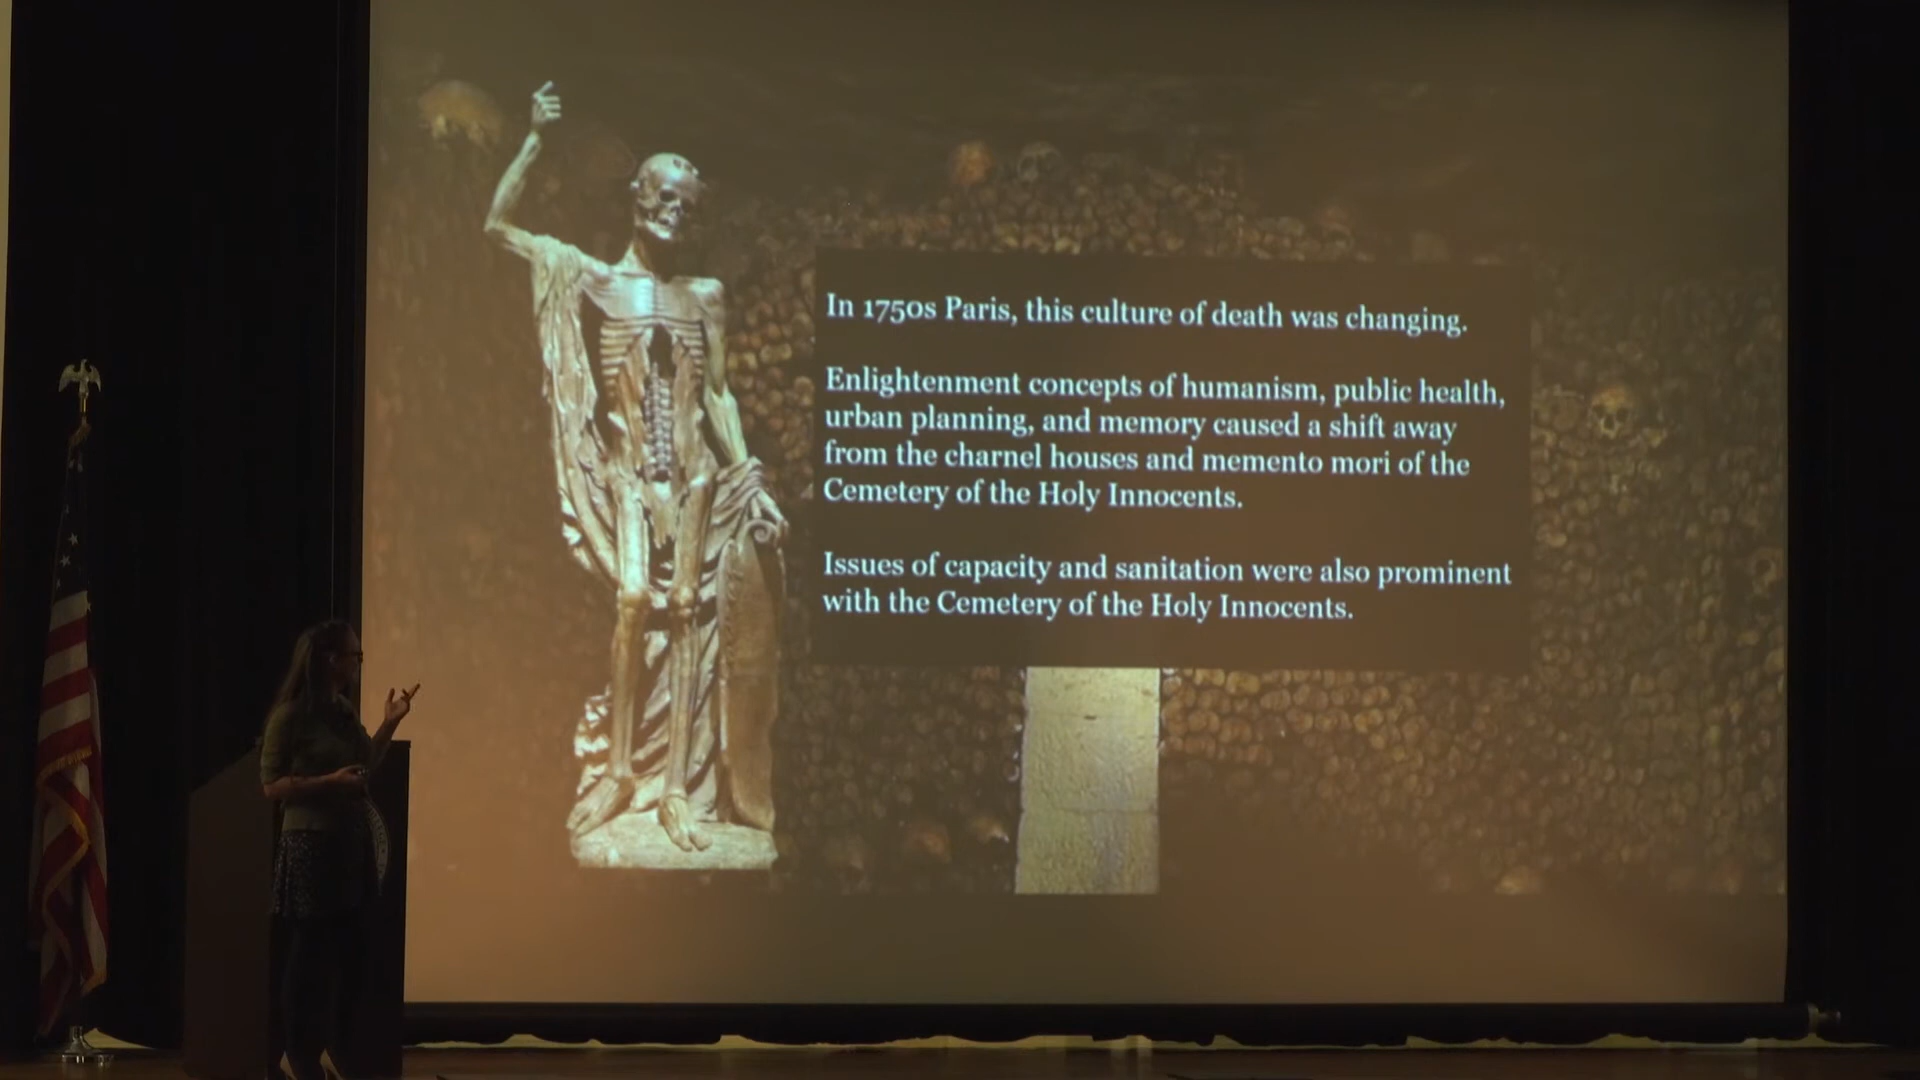 In 1750s Paris, this culture of death was changing.
Enlightenment concepts of humanism, public health,
urban planning, and memory caused a shift away
from the charnel houses and memento mori of the
Cemetery of the Holy Innocents.
Issues of capacity and sanitation were also prominent
with the Cemetery of the Holy Innocents.